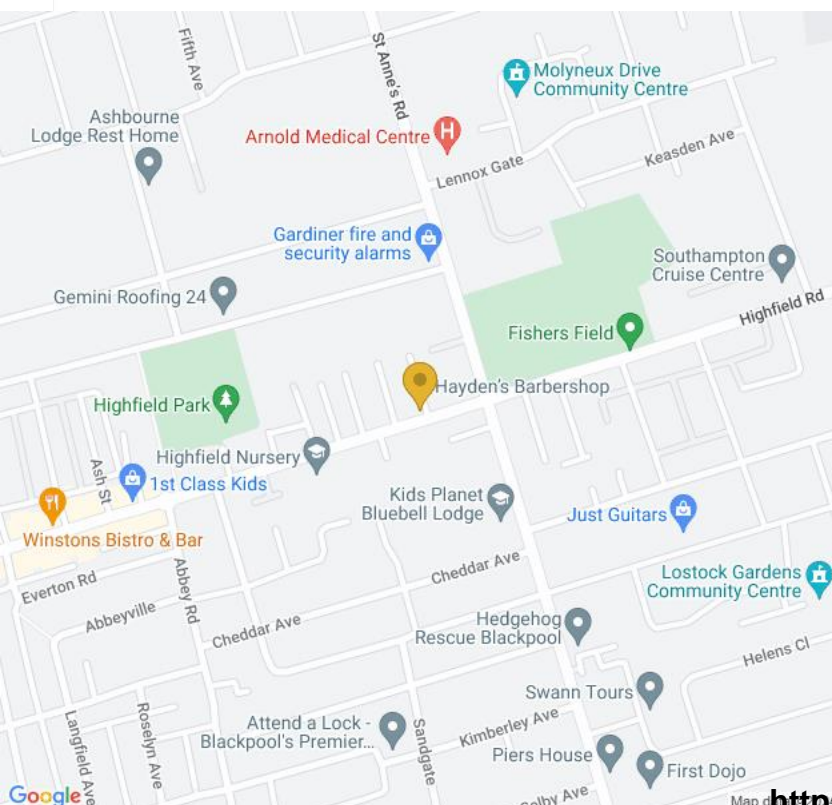 Fifth Ave
St Anne's Rd
Molyneux Drive
Community Centre
Ashbourne
Lodge Rest Home
Arnold Medical Centre
H
Lennox Gate
Keasden Ave
Gardiner fire and
security alarms
Southampton
Cruise Centre
Gemini Roofing 24
Highfield Rd
Fishers Field
Hayden's Barbershop
Highfield Park
Highfield Nursery
Ash St
1st Class Kids
Kids Planet
Bluebell Lodge
Just Guitars
Winstons Bistro & Bar
Everton Rd
Abbey Rd
Cheddar Ave
Lostock Gardens
Community Centre
Abbeyville
Cheddar Ave
Hedgehog
Rescue Blackpool
Helens Cl
Swann Tours
Langfield Ave
Roselyn Ave
Attend a Lock -
Blackpool's Premier...
Sandgate
Kimberley Ave
Piers House
First Dojo
Google
Map
http